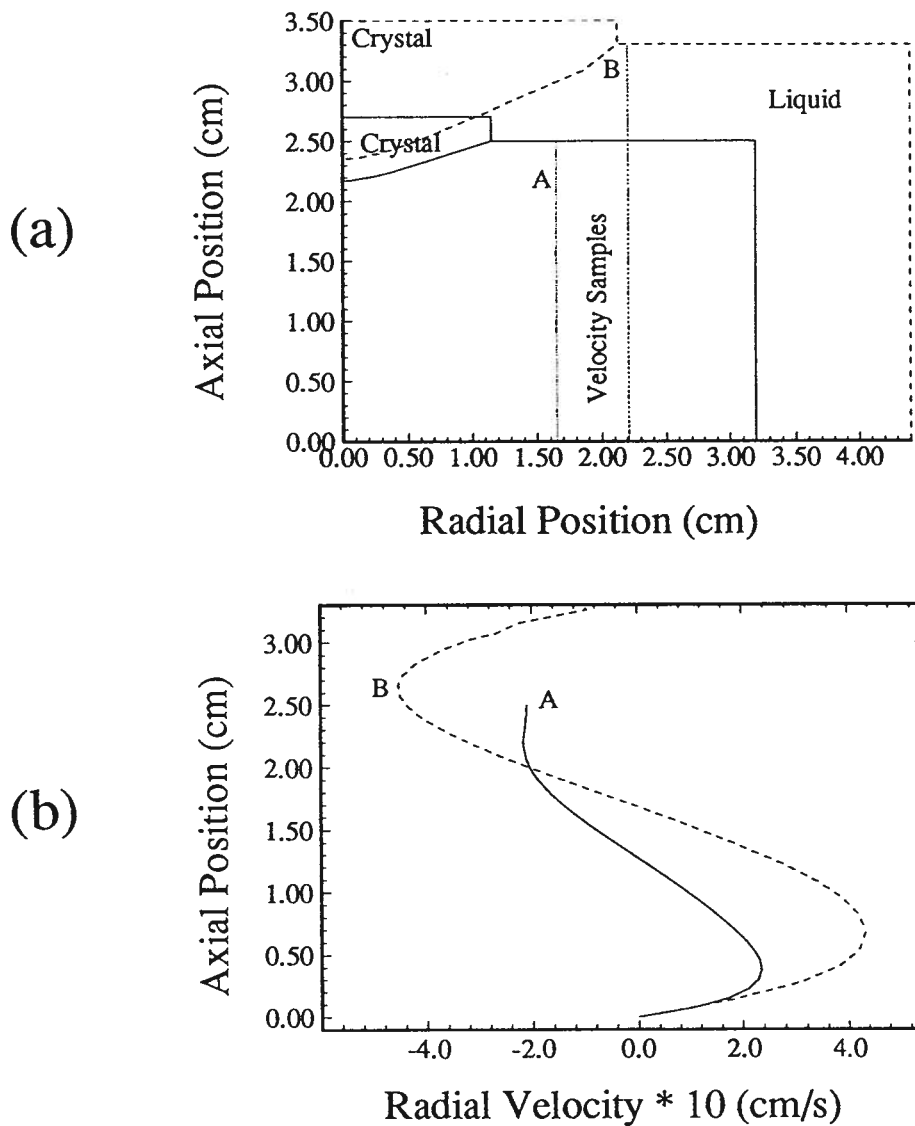 (a)
Axial Position (cm)
3.50
3.00
2.50
2.00
1.50
1.00
0.50
0.00
Crystal
B
Liquid
Crystal
A
Velocity Samples
0.00 0.50 1.00 1.50 2.00 2.50 3.00 3.50 4.00
Radial Position (cm)
(b)
Axial Position (cm)
3.00
2.50
2.00
1.50
1.00
0.50
0.00
B
A
-4.0 -2.0 0.0 2.0 4.0
Radial Velocity * 10 (cm/s)